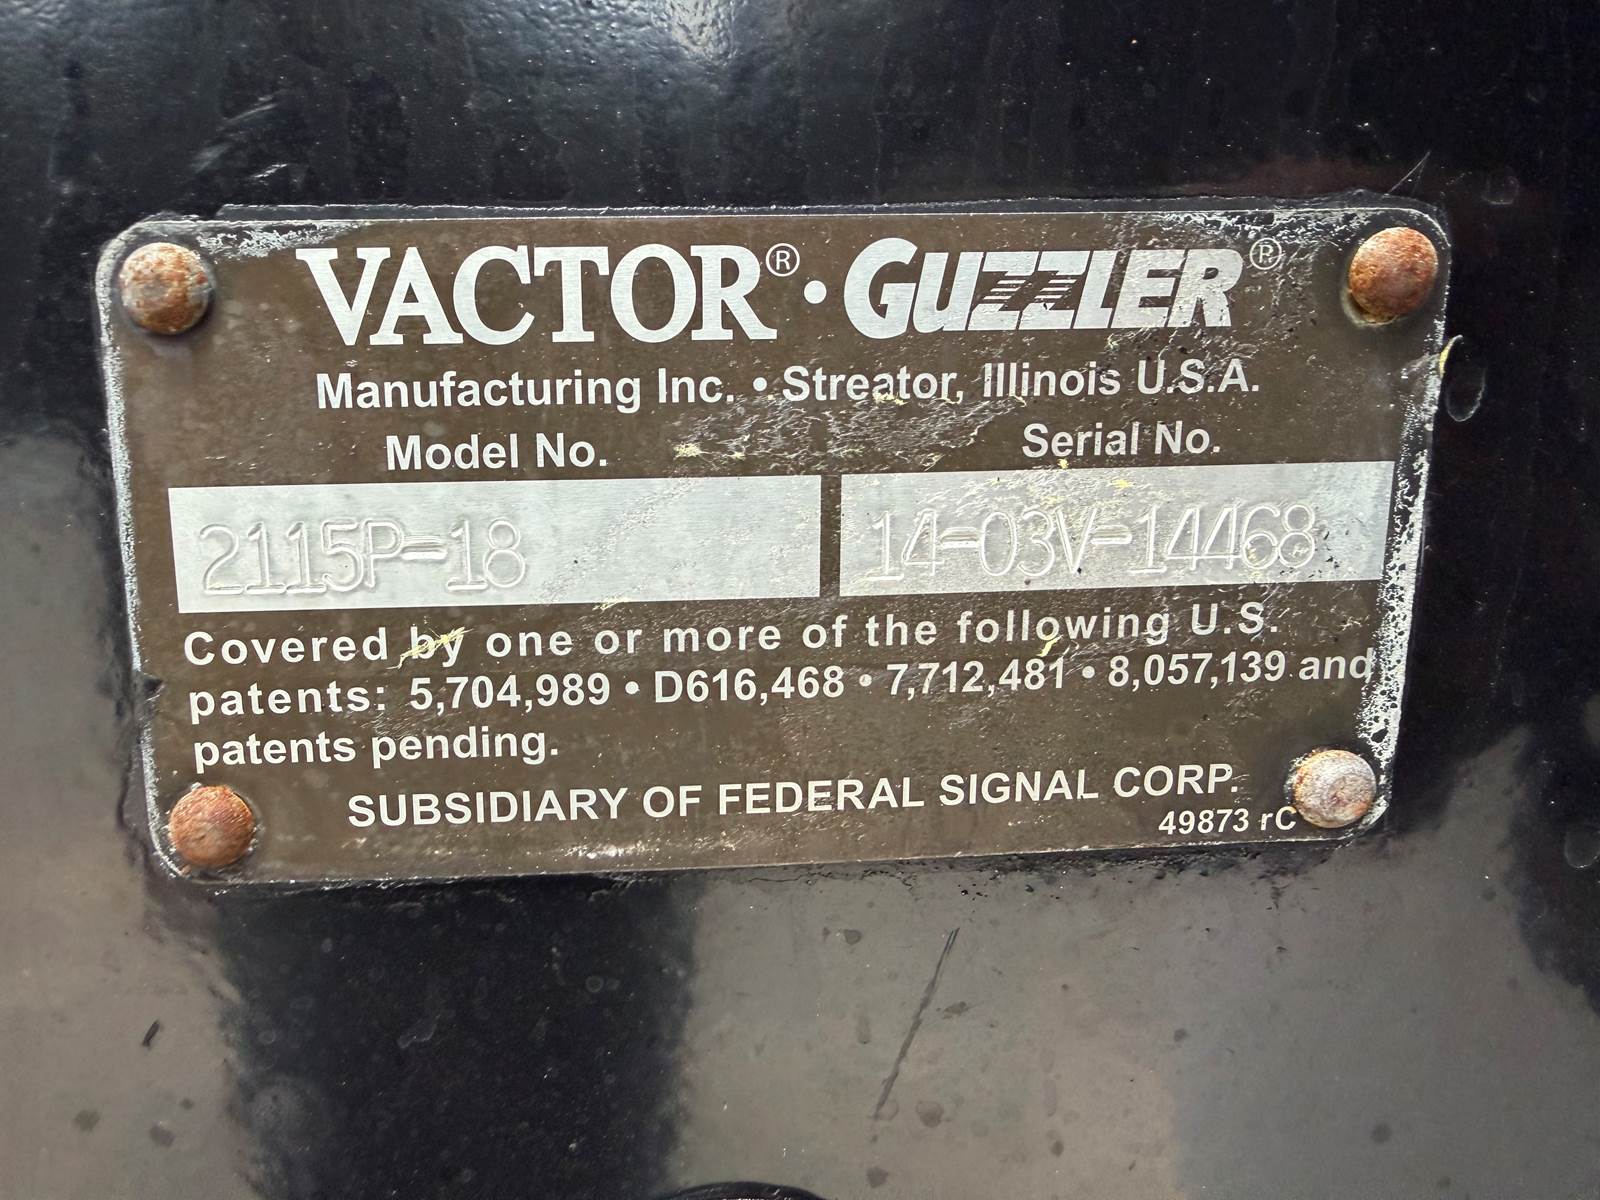 VACTOR® • GUZZLER®
Manufacturing Inc. • Streator, Illinois U.S.A.
Model No. Serial No.
2115P-18 14-03V-14468
Covered by one or more of the following U.S.
patents: 5,704,989 • D616,468 • 7,712,481 • 8,057,139 and
patents pending.
SUBSIDIARY OF FEDERAL SIGNAL CORP.
49873 rC